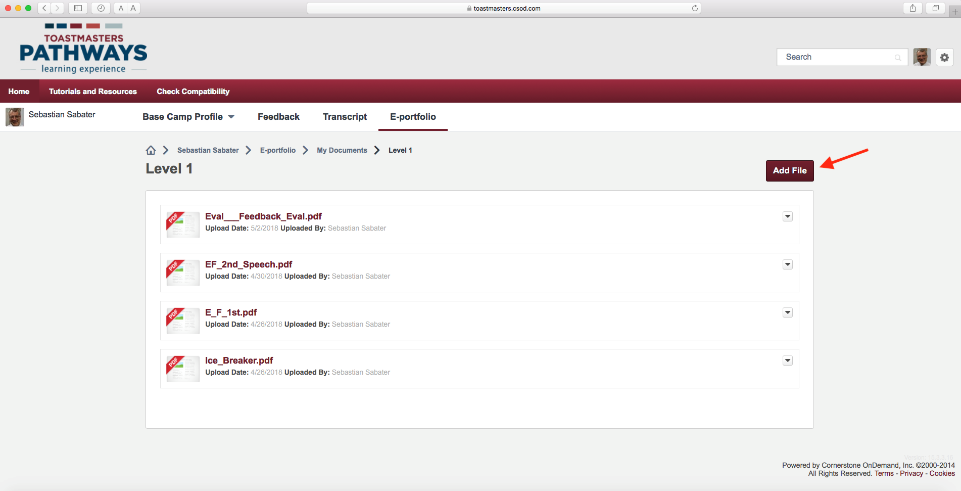 A A
toastmasters.csod.com
TOASTMASTERS
PATHWAYS
learning experience
Search
Home Tutorials and Resources Check Compatibility
Sebastian Sabater
Base Camp Profile Feedback Transcript E-portfolio
Sebastian Sabater E-portfolio My Documents Level 1
Level 1
Add File
PDF
Eval___Feedback_Eval.pdf
Upload Date: 5/2/2018 Uploaded By: Sebastian Sabater
PDF
EF_2nd_Speech.pdf
Upload Date: 4/30/2018 Uploaded By: Sebastian Sabater
PDF
E_F_1st.pdf
Upload Date: 4/26/2018 Uploaded By: Sebastian Sabater
PDF
Ice_Breaker.pdf
Upload Date: 4/26/2018 Uploaded By: Sebastian Sabater
Powered by Cornerstone OnDemand, Inc. ©2000-2014
All Rights Reserved. Terms - Privacy - Cookies